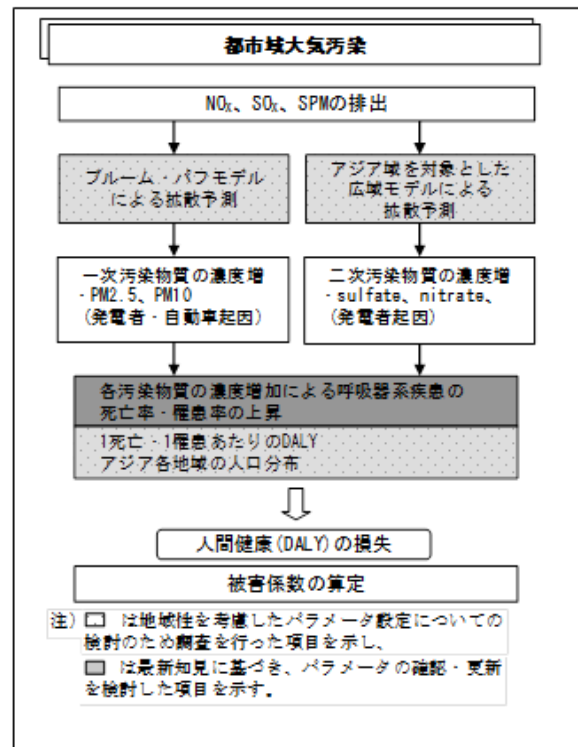 都市域大気汚染
NOx、SOx、SPMの排出
プルーム・パフモデル
による拡散予測
アジア域を対象とした
広域モデルによる
拡散予測
一次汚染物質の濃度増
・PM2.5、PM10
(発電者・自動車起因)
二次汚染物質の濃度増
・sulfate、nitrate、
(発電者起因)
各汚染物質の濃度増加による呼吸器系疾患の
死亡率・罹患率の上昇
1死亡・1罹患あたりのDALY
アジア各地域の人口分布
人間健康(DALY)の損失
被害係数の算定
注) は地域性を考慮したパラメータ設定についての
検討のため調査を行った項目を示し、
は最新知見に基づき、パラメータの確認・更新
を検討した項目を示す。